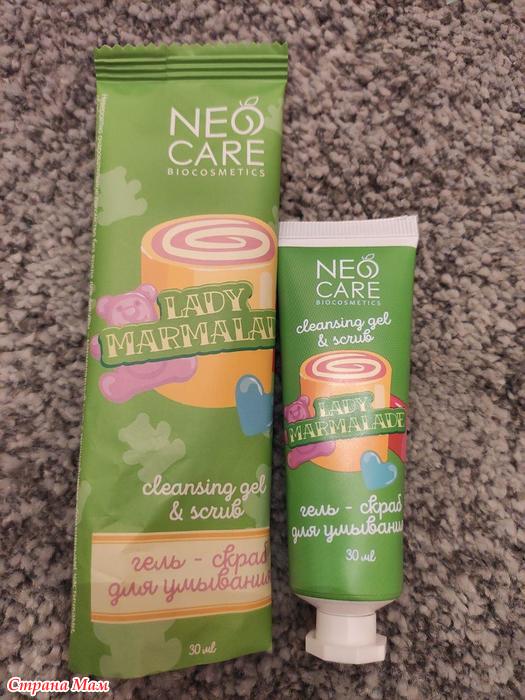 NEO
CARE
BIOCOSMETICS
LADY
MARMALAD
cleansing gel
& scrub
гель - скраб
для умывания
30 ml
NEO
CARE
BIOCOSMETICS
cleansing gel
& scrub
LADY
MARMALADE
гель - скраб
для умывания
30 ml
Страна Мам